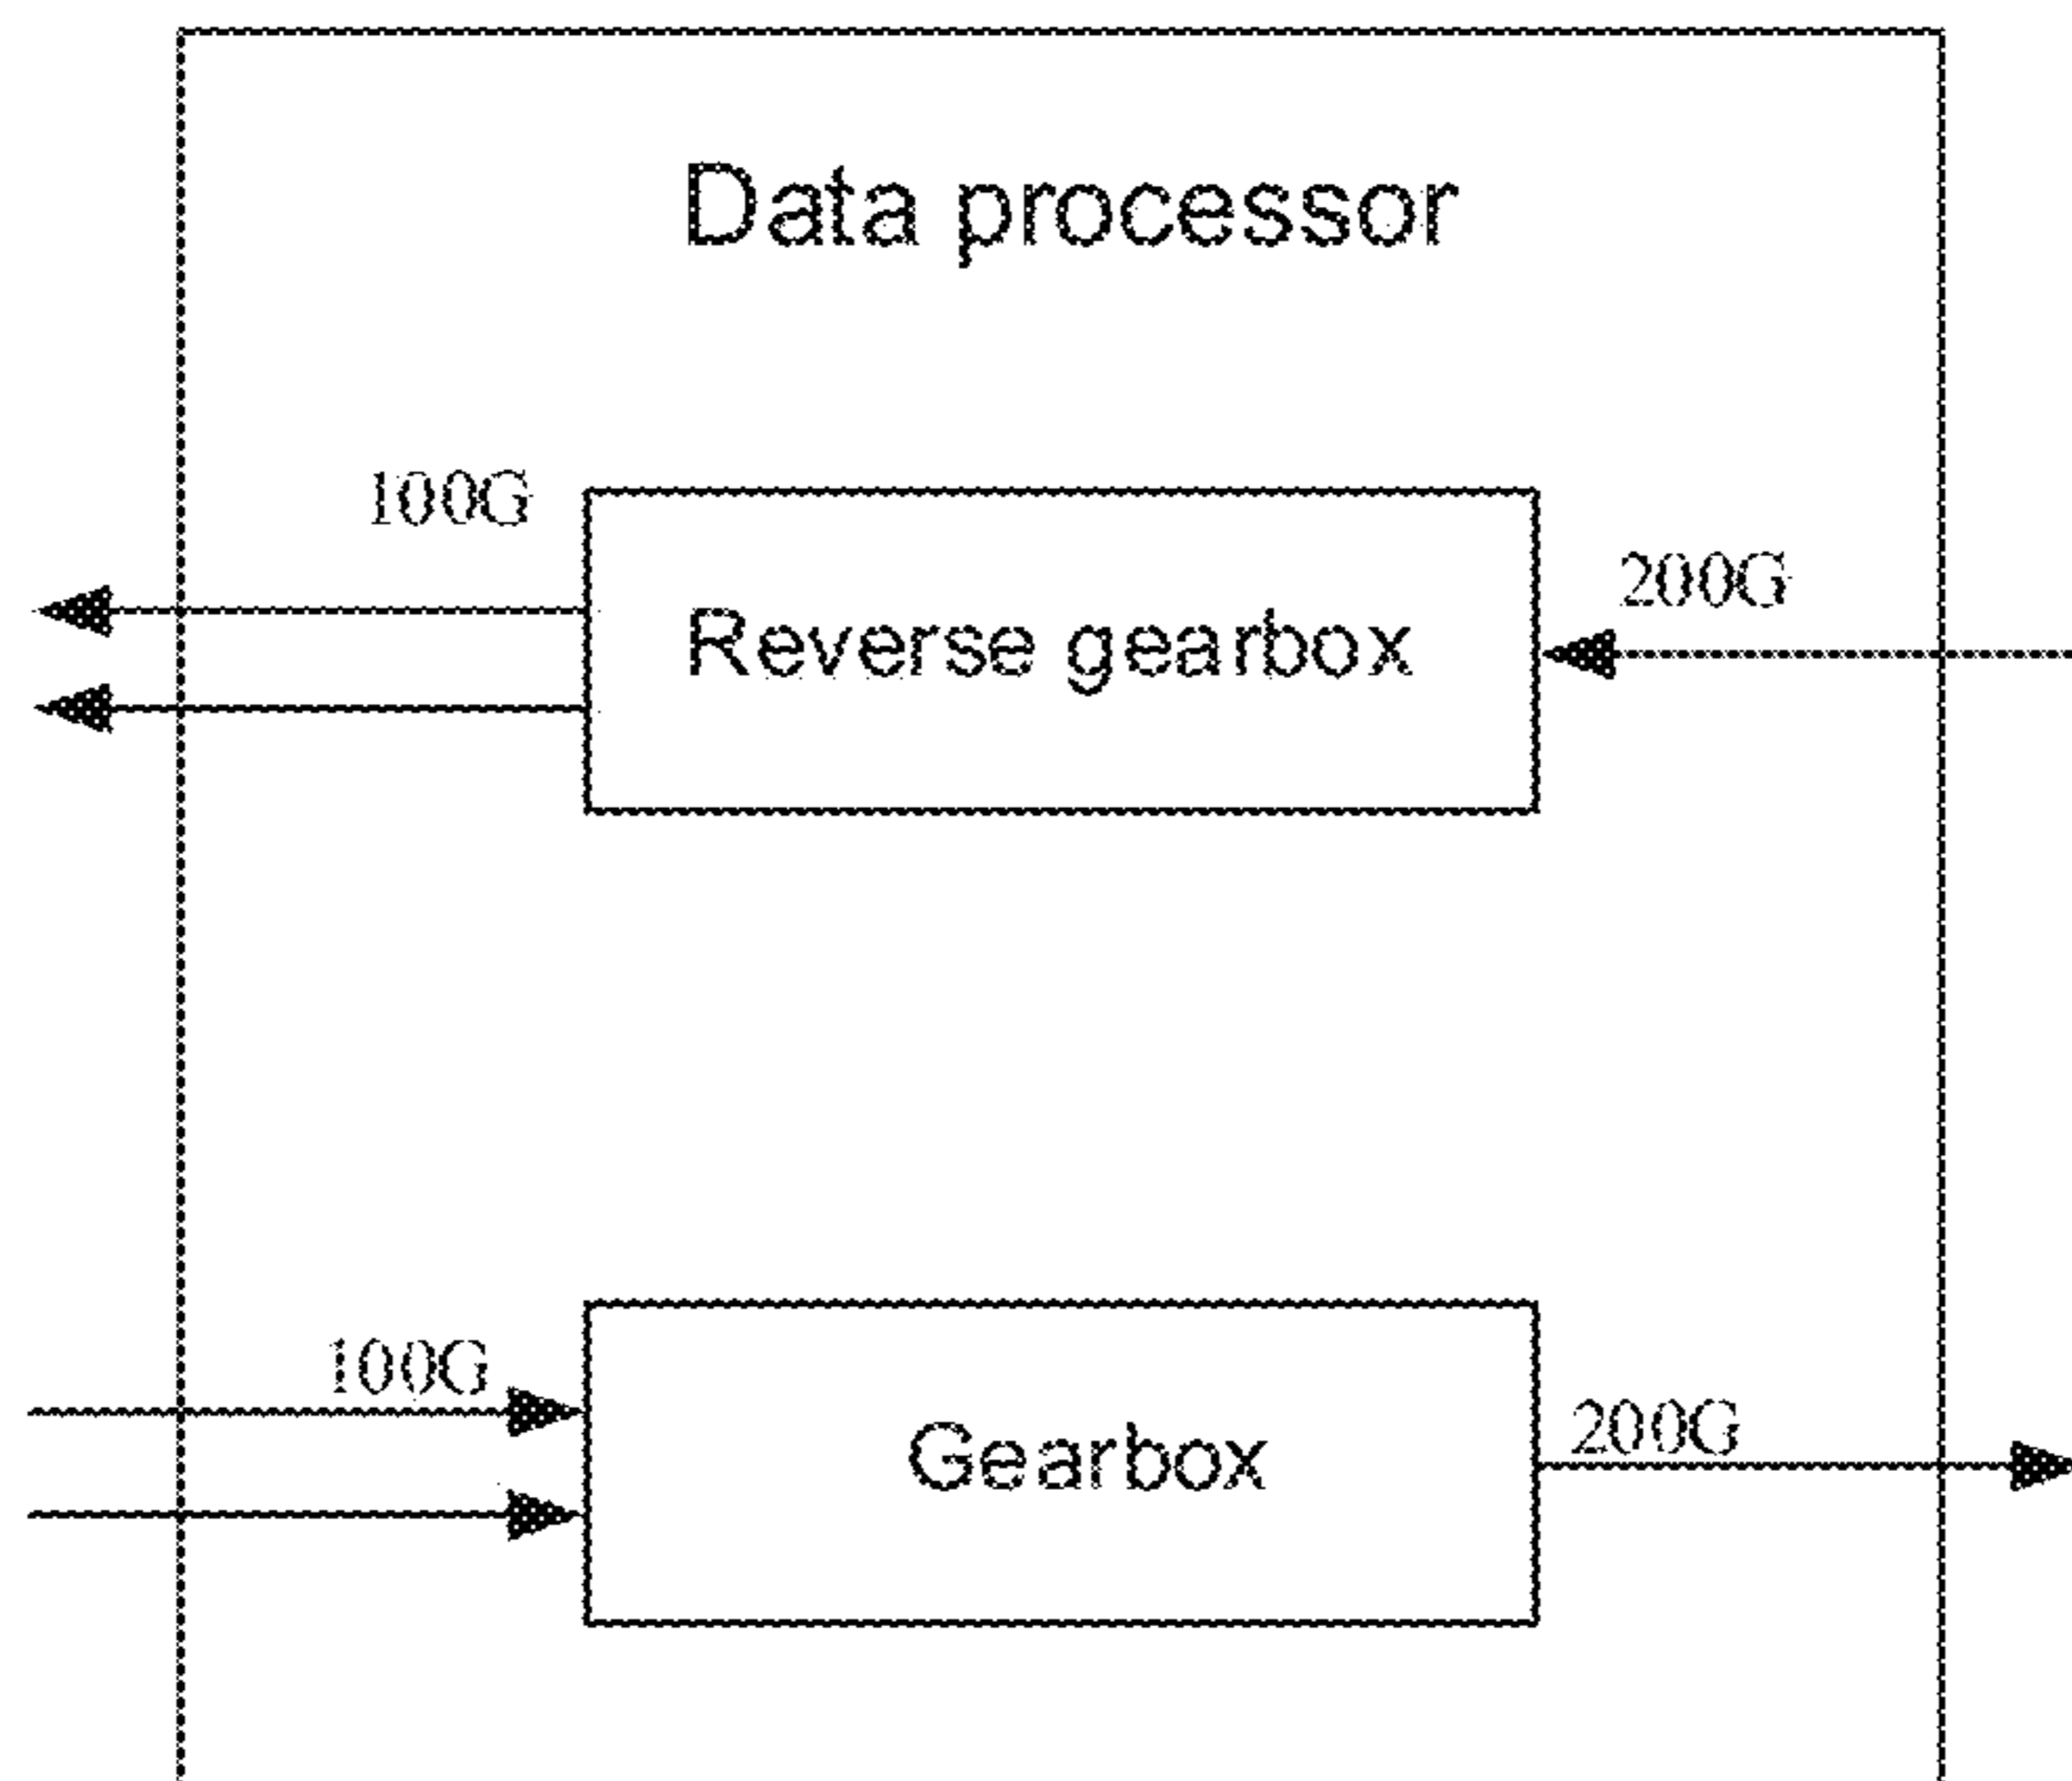 Data processor
100G
200G
Reverse gearbox
100G
200G
Gearbox